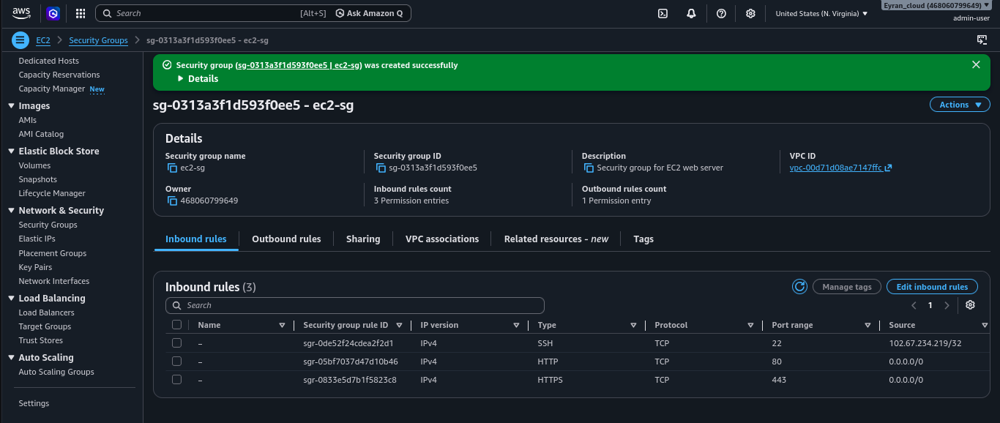 aws
Search [Alt+S] Ask Amazon Q
United States (N. Virginia)
Eyran_cloud (468060799649)
admin-user
EC2 > Security Groups > sg-0313a3f1d593f0ee5 - ec2-sg
Dedicated Hosts
Capacity Reservations
Capacity Manager New
Images
AMIs
AMI Catalog
Elastic Block Store
Volumes
Snapshots
Lifecycle Manager
Network & Security
Security Groups
Elastic IPs
Placement Groups
Key Pairs
Network Interfaces
Load Balancing
Load Balancers
Target Groups
Trust Stores
Auto Scaling
Auto Scaling Groups
Settings
Security group (sg-0313a3f1d593f0ee5 | ec2-sg) was created successfully
Details
sg-0313a3f1d593f0ee5 - ec2-sg
Actions
Details
Security group name
ec2-sg
Security group ID
sg-0313a3f1d593f0ee5
Description
Security group for EC2 web server
VPC ID
vpc-00d71d08ae7147ffc
Owner
468060799649
Inbound rules count
3 Permission entries
Outbound rules count
1 Permission entry
Inbound rules Outbound rules Sharing VPC associations Related resources - new Tags
Inbound rules (3)
Manage tags Edit inbound rules
Search
1
Name Security group rule ID IP version Type Protocol Port range Source
– sgr-0de52f24cdea2f2d1 IPv4 SSH TCP 22 102.67.234.219/32
– sgr-05bf7037d47d10b46 IPv4 HTTP TCP 80 0.0.0.0/0
– sgr-0833e5d7b1f5823c8 IPv4 HTTPS TCP 443 0.0.0.0/0